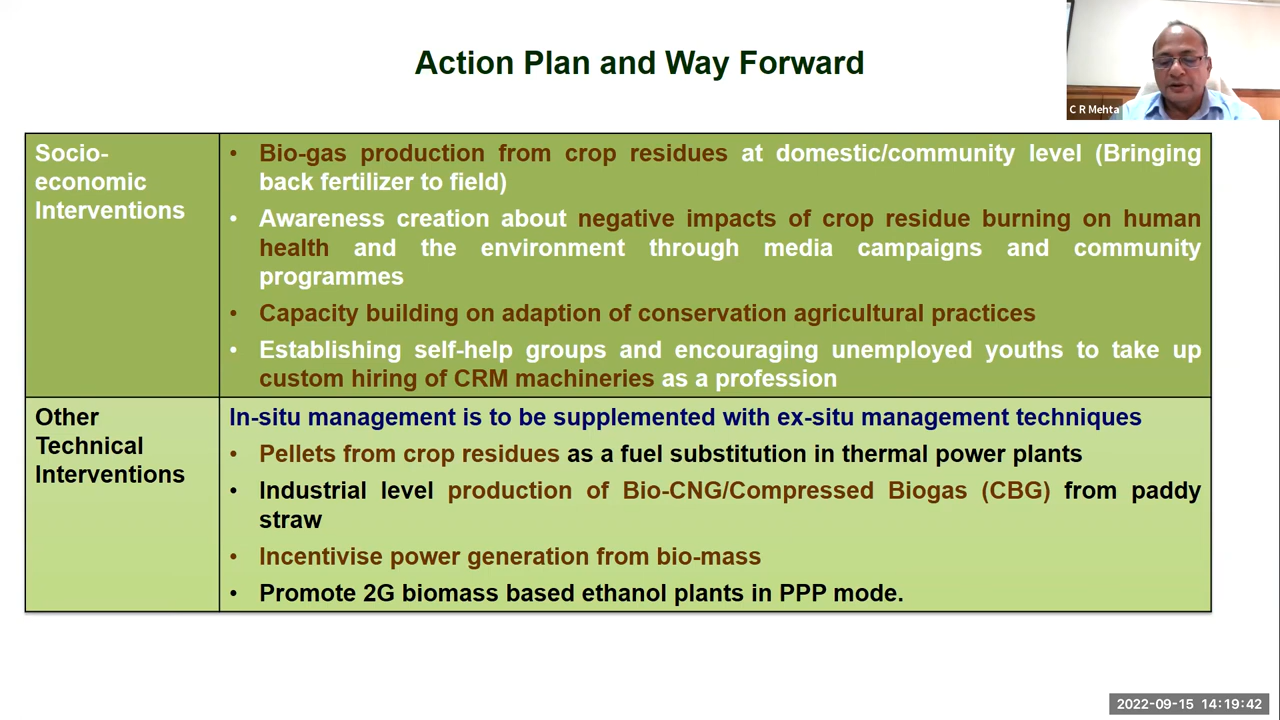 Action Plan and Way Forward
C R Mehta
Socio-
economic
Interventions
• Bio-gas production from crop residues at domestic/community level (Bringing
back fertilizer to field)
• Awareness creation about negative impacts of crop residue burning on human
health and the environment through media campaigns and community
programmes
• Capacity building on adaption of conservation agricultural practices
• Establishing self-help groups and encouraging unemployed youths to take up
custom hiring of CRM machineries as a profession
Other
Technical
Interventions
In-situ management is to be supplemented with ex-situ management techniques
• Pellets from crop residues as a fuel substitution in thermal power plants
• Industrial level production of Bio-CNG/Compressed Biogas (CBG) from paddy
straw
• Incentivise power generation from bio-mass
• Promote 2G biomass based ethanol plants in PPP mode.
2022-09-15 14:19:42